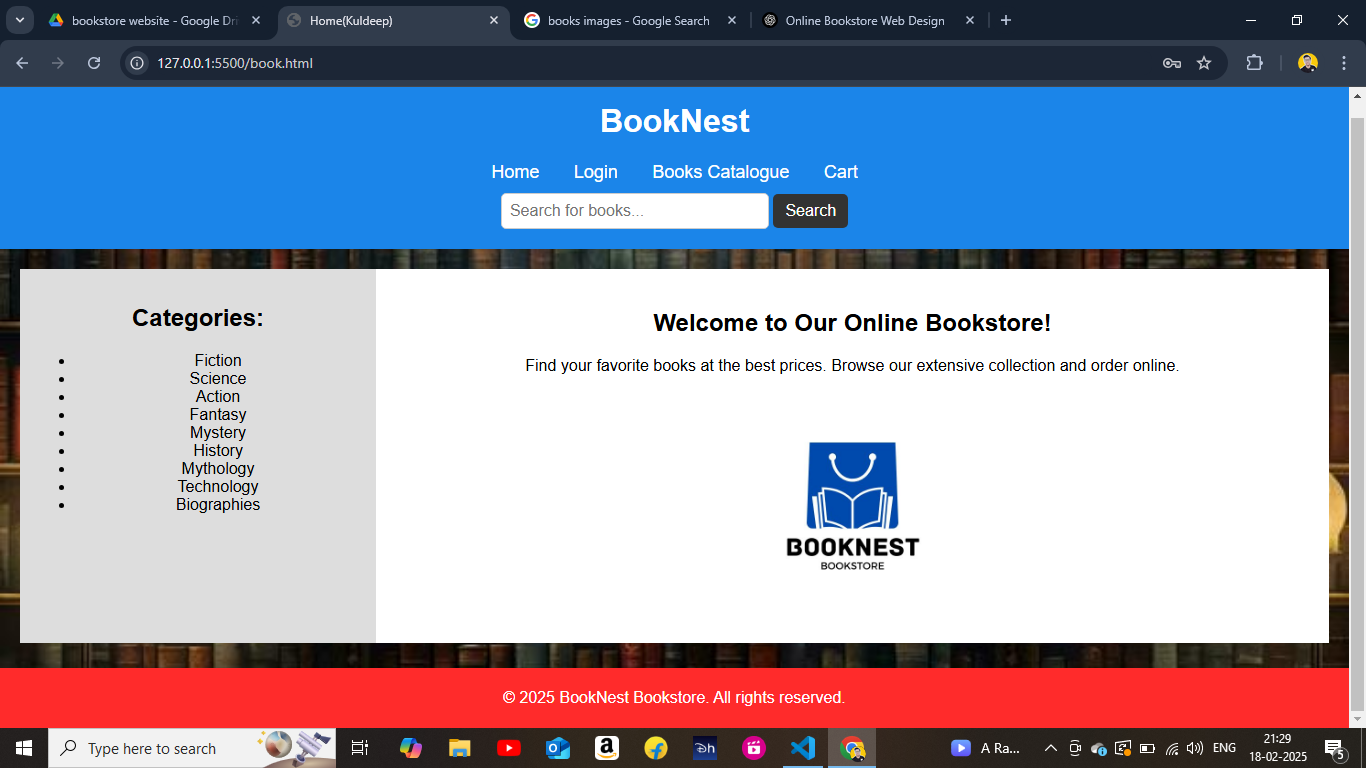 bookstore website - Google Dri
Home(Kuldeep)
books images - Google Search
Online Bookstore Web Design
127.0.0.1:5500/book.html
BookNest
Home Login Books Catalogue Cart
Search for books... Search
Categories:
Fiction
Science
Action
Fantasy
Mystery
History
Mythology
Technology
Biographies
Welcome to Our Online Bookstore!
Find your favorite books at the best prices. Browse our extensive collection and order online.
BOOKNEST
BOOKSTORE
© 2025 BookNest Bookstore. All rights reserved.
Type here to search
A Ra...
ENG
21:29
18-02-2025
5